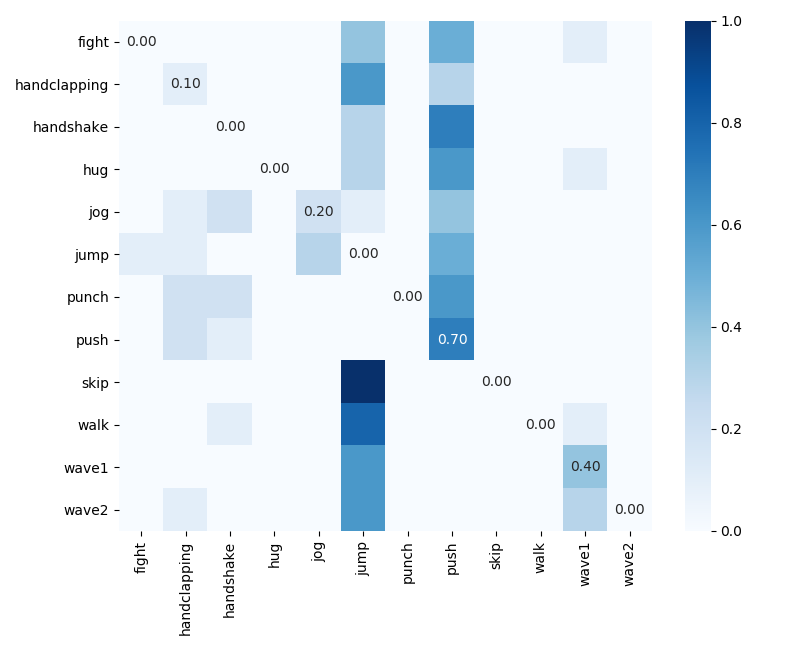 fight 0.00
handclapping 0.10
handshake 0.00
hug 0.00
jog 0.20
jump 0.00
punch 0.00
push 0.70
skip 0.00
walk 0.00
wave1 0.40
wave2 0.00
fight handclapping handshake hug jog jump punch push skip walk wave1 wave2
1.0
0.8
0.6
0.4
0.2
0.0